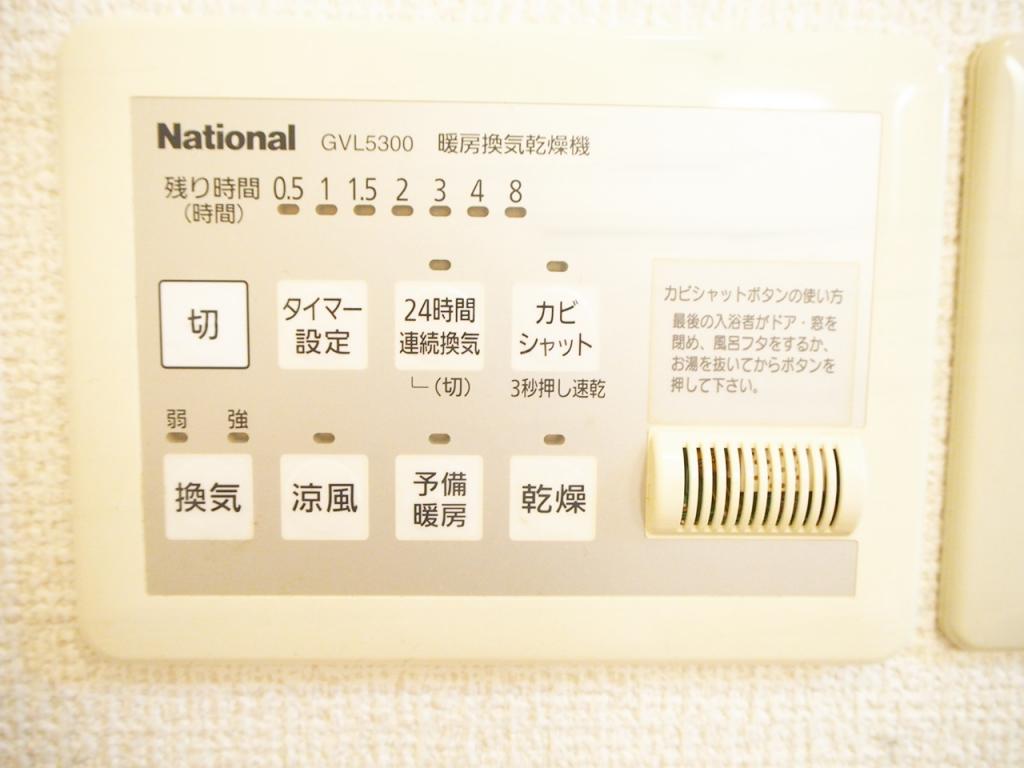 National GVL5300 暖房換気乾燥機
残り時間 0.5 1 1.5 2 3 4 8
（時間）
切
タイマー
設定
24時間
連続換気
└（切）
カビ
シャット
3秒押し速乾
カビシャットボタンの使い方
最後の入浴者がドア・窓を
閉め、風呂フタをするか、
お湯を抜いてからボタンを
押して下さい。
弱 強
換気
涼風
予備
暖房
乾燥